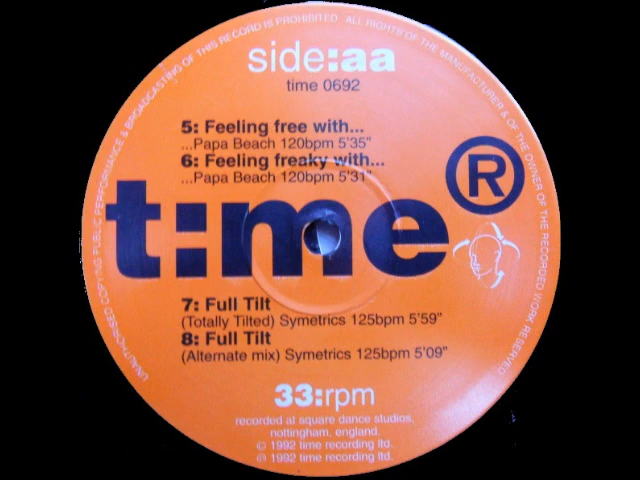 UNAUTHORISED COPYING PUBLIC PERFORMANCE & BROADCASTING OF THIS RECORD IS PROHIBITED ALL RIGHTS OF THE MANUFACTURER & OF THE OWNER OF THE RECORDED WORK RESERVED
side:aa
time 0692
5: Feeling free with...
...Papa Beach 120bpm 5'35"
6: Feeling freaky with...
...Papa Beach 120bpm 5'31"
t:me®
7: Full Tilt
(Totally Tilted) Symetrics 125bpm 5'59"
8: Full Tilt
(Alternate mix) Symetrics 125bpm 5'09"
33:rpm
recorded at square dance studios,
nottingham, england.
© 1992 time recording ltd.
℗ 1992 time recording ltd.